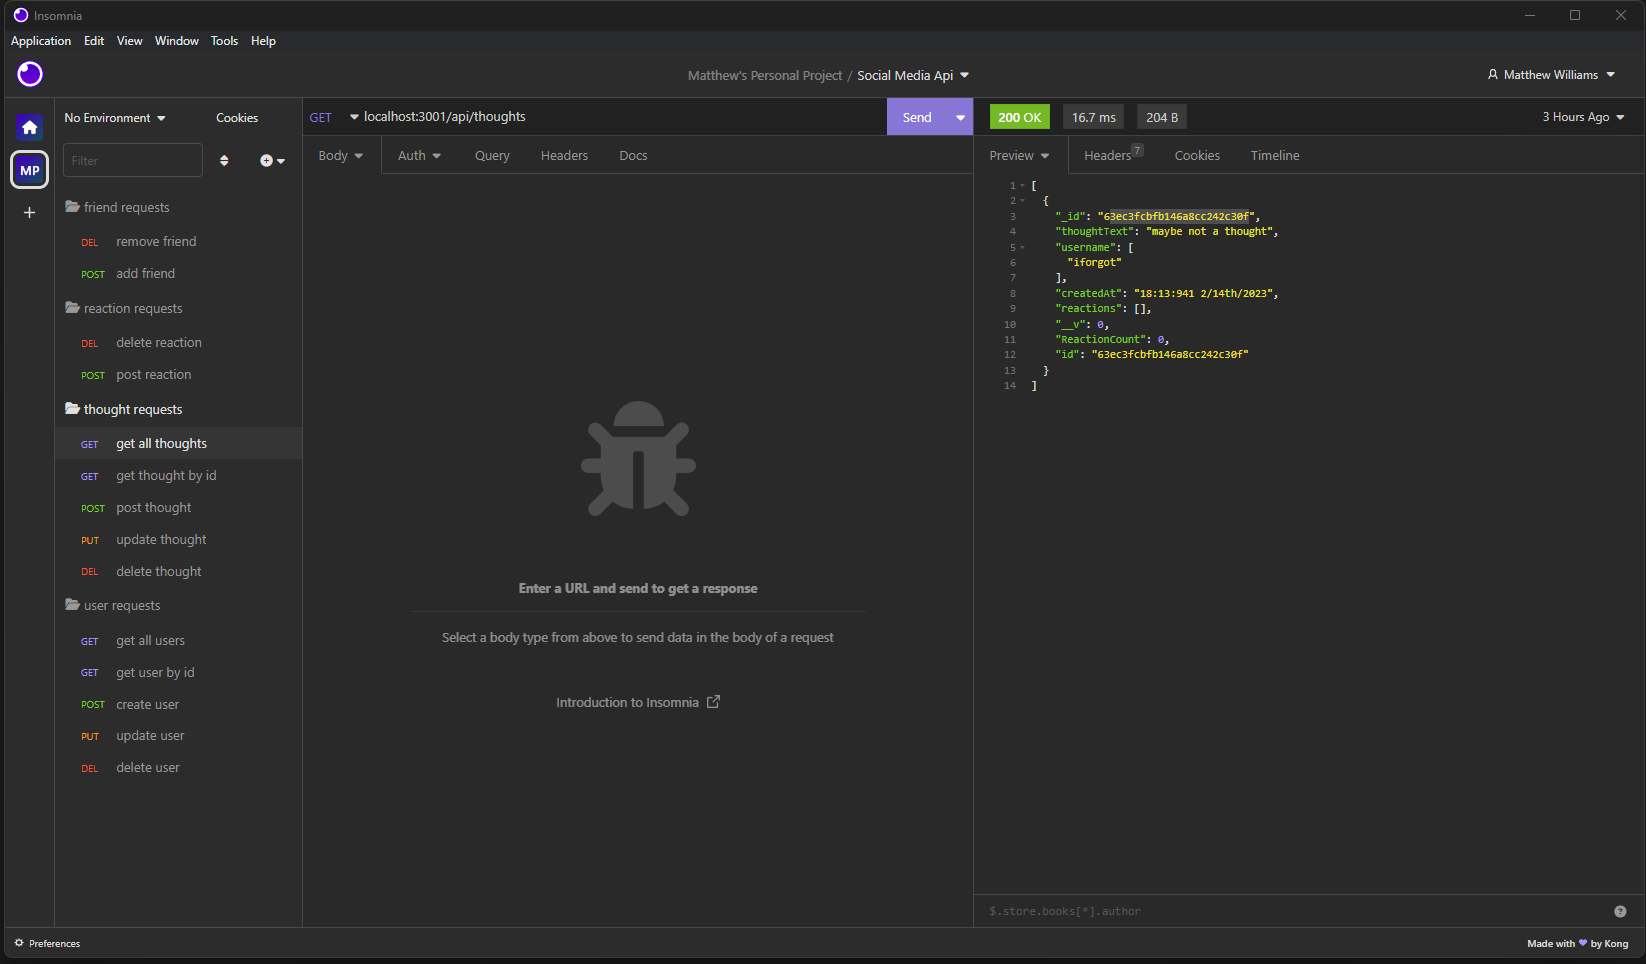 Insomnia
Application Edit View Window Tools Help
Matthew's Personal Project / Social Media Api
Matthew Williams
MP
No Environment
Cookies
Filter
friend requests
DEL remove friend
POST add friend
reaction requests
DEL delete reaction
POST post reaction
thought requests
GET get all thoughts
GET get thought by id
POST post thought
PUT update thought
DEL delete thought
user requests
GET get all users
GET get user by id
POST create user
PUT update user
DEL delete user
GET localhost:3001/api/thoughts
Send
Body Auth Query Headers Docs
Enter a URL and send to get a response
Select a body type from above to send data in the body of a request
Introduction to Insomnia
200 OK 16.7 ms 204 B
3 Hours Ago
Preview Headers 7 Cookies Timeline
1 [
2 {
3 "_id": "63ec3fcbfb146a8cc242c30f",
4 "thoughtText": "maybe not a thought",
5 "username": [
6 "iforgot"
7 ],
8 "createdAt": "18:13:941 2/14th/2023",
9 "reactions": [],
10 "__v": 0,
11 "ReactionCount": 0,
12 "id": "63ec3fcbfb146a8cc242c30f"
13 }
14 ]
$.store.books[*].author
?
Preferences
Made with by Kong